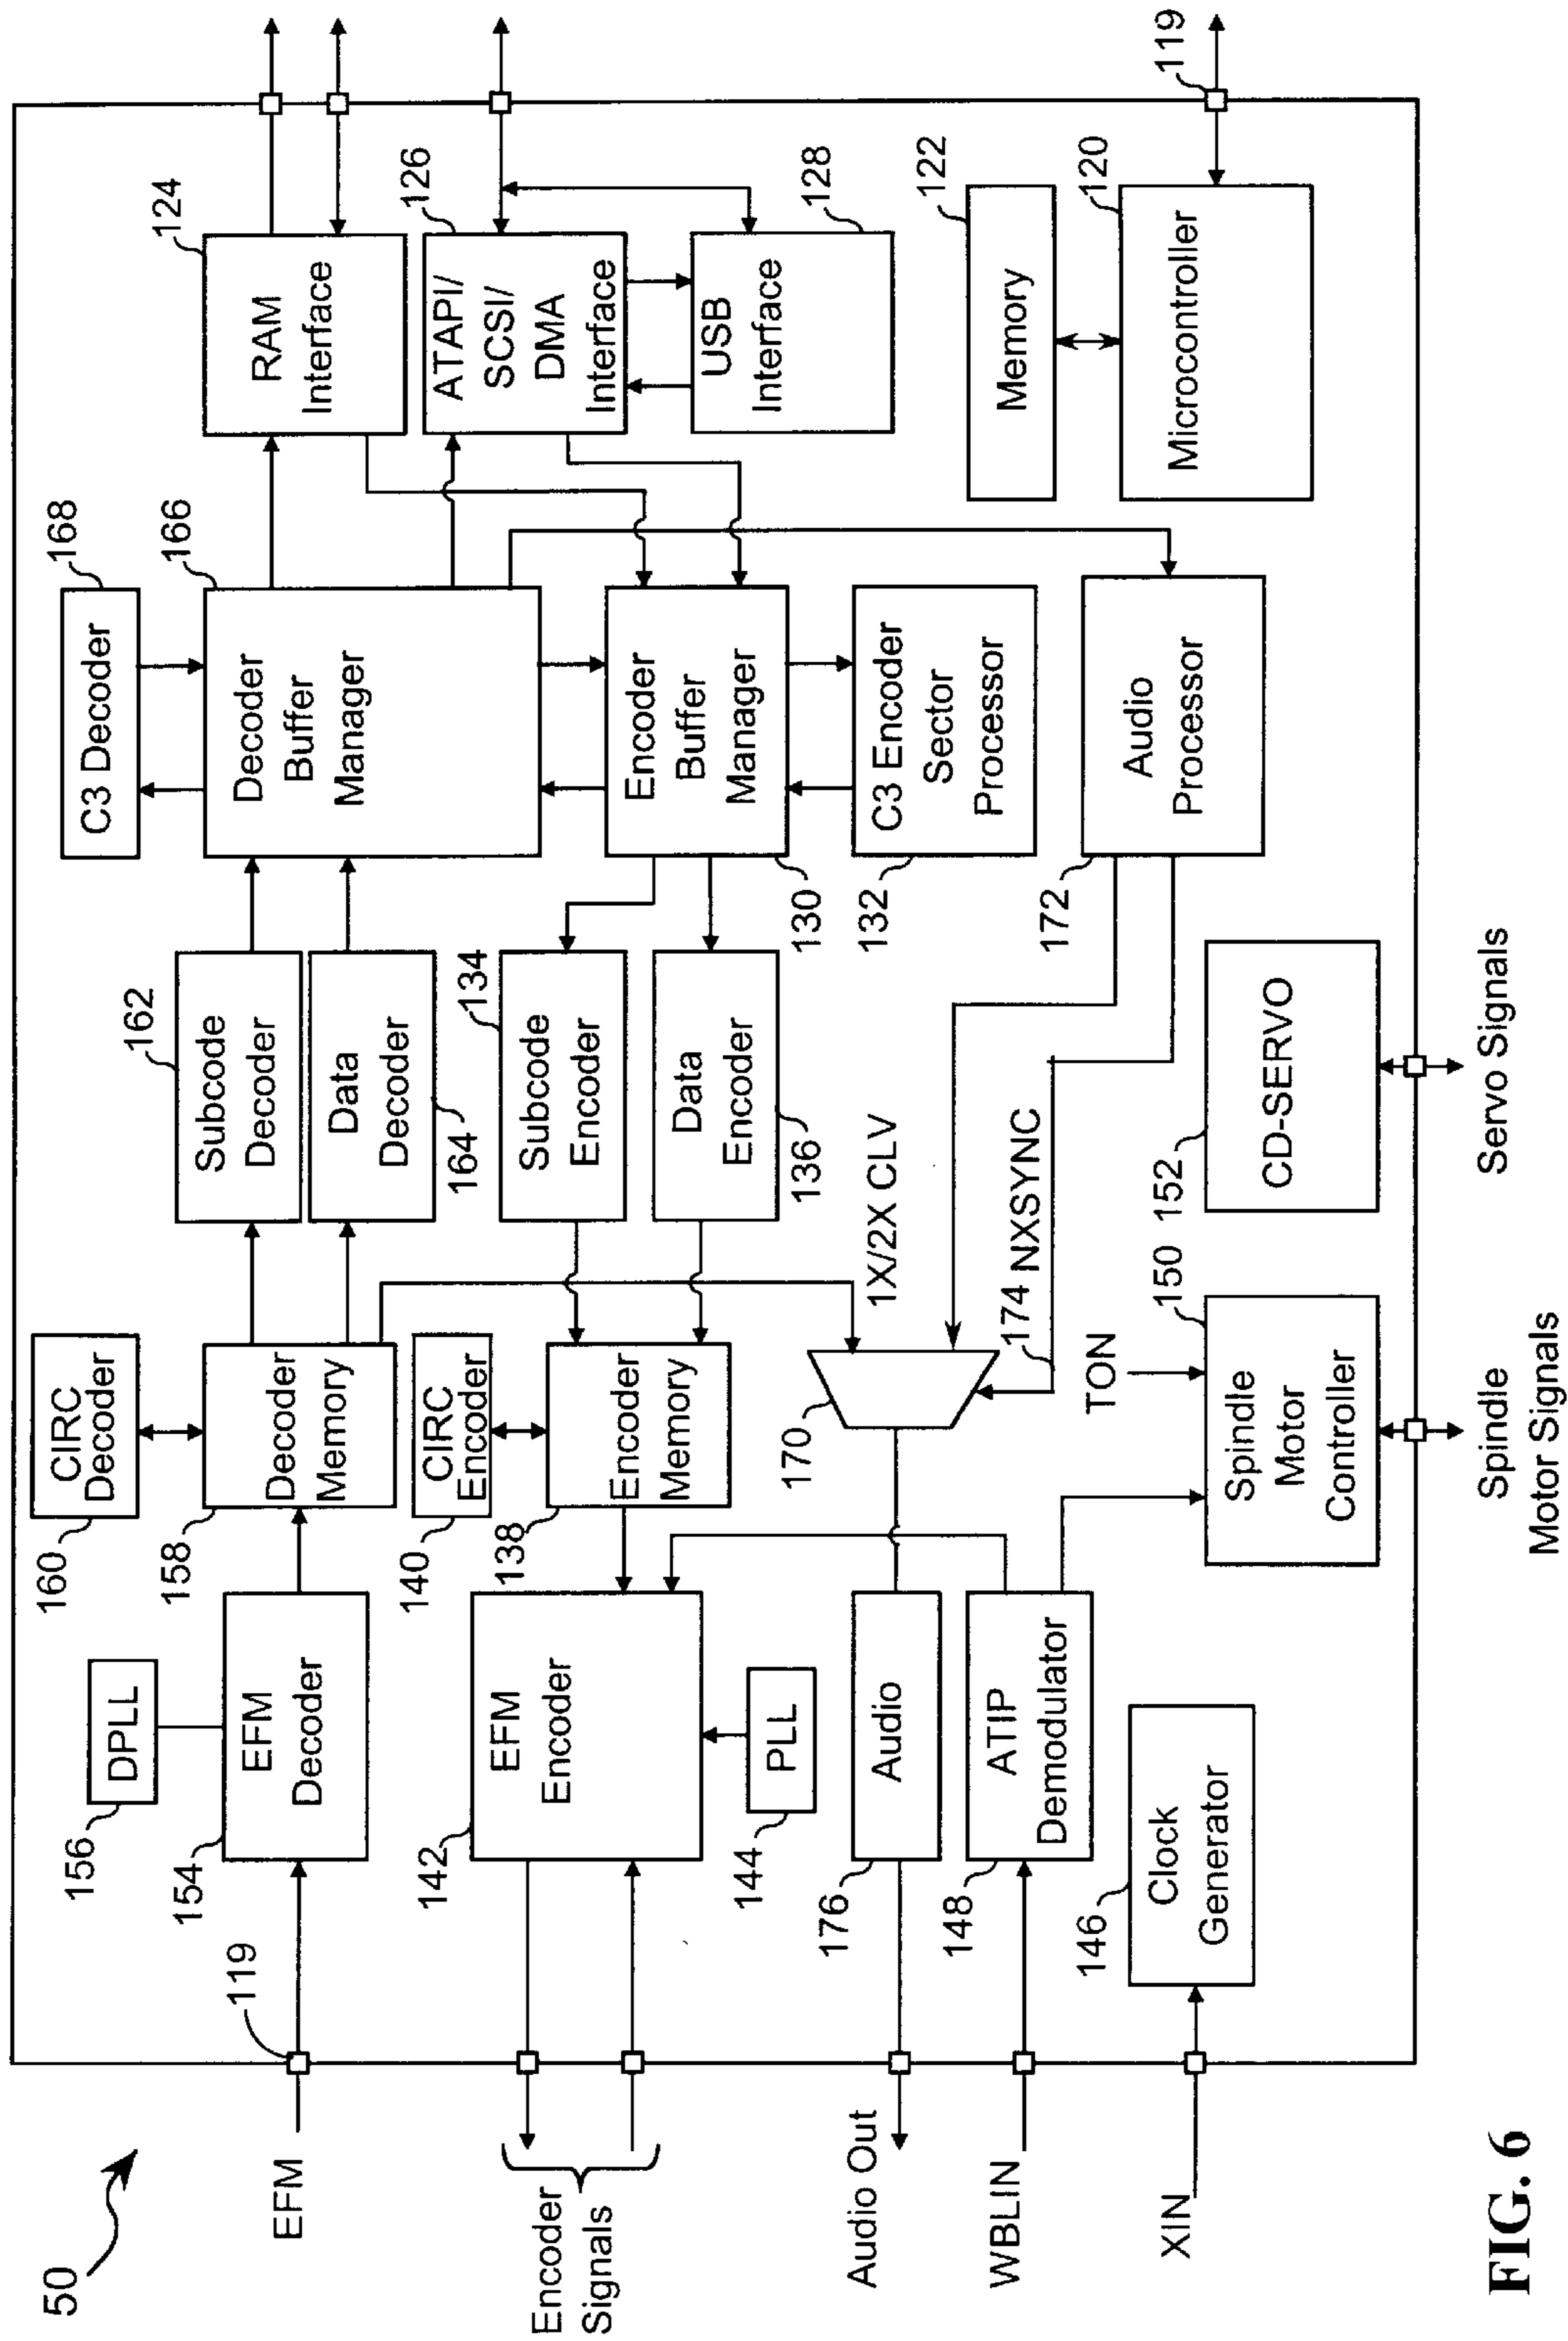 50
168
C3 Decoder
160
CIRC
Decoder
156
DPLL
119
EFM
154
EFM
Decoder
158
Decoder
Memory
162
Subcode
Decoder
Data
Decoder
164
166
Decoder
Buffer
Manager
124
RAM
Interface
Encoder
Signals
142
EFM
Encoder
144
PLL
140
CIRC
Encoder
138
Encoder
Memory
134
Subcode
Encoder
Data
Encoder
136
Encoder
Buffer
Manager
130
126
ATAPI/
SCSI/
DMA
Interface
USB
Interface
128
132
C3 Encoder
Sector
Processor
Audio Out
176
Audio
170
1X/2X CLV
174
NXSYNC
172
Audio
Processor
Memory
122
Microcontroller
120
119
WBLIN
148
ATIP
Demodulator
XIN
146
Clock
Generator
TON
150
Spindle
Motor
Controller
152
CD-SERVO
Spindle
Motor Signals
Servo Signals
FIG. 6